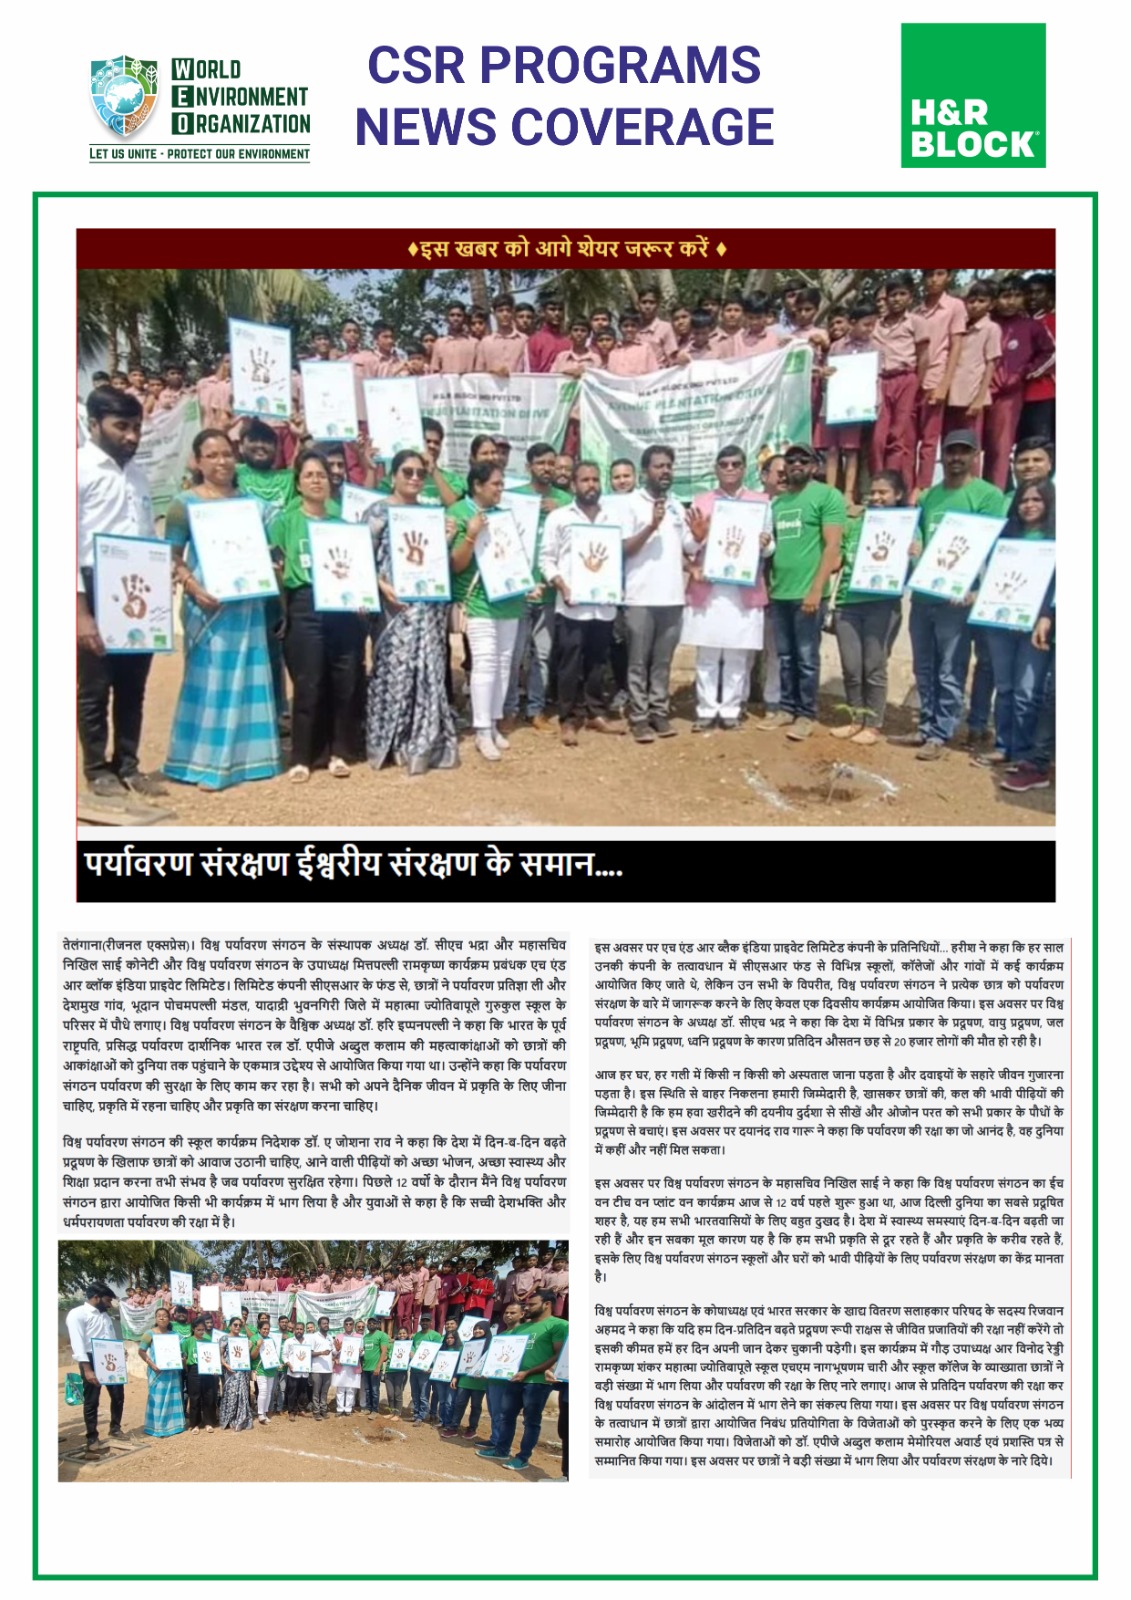 WORLD
ENVIRONMENT
ORGANIZATION
LET US UNITE - PROTECT OUR ENVIRONMENT
CSR PROGRAMS
NEWS COVERAGE
H&R
BLOCK
♦इस खबर को आगे शेयर जरूर करें ♦
H&R BLOCK IND PVT LTD
AVENUE PLANTATION DRIVE
पर्यावरण संरक्षण ईश्वरीय संरक्षण के समान....
तेलंगाना(रीजनल एक्सप्रेस)। विश्व पर्यावरण संगठन के संस्थापक अध्यक्ष डॉ. सीएच भद्रा और महासचिव
निखिल साई कोनेटी और विश्व पर्यावरण संगठन के उपाध्यक्ष मित्तपल्ली रामकृष्ण कार्यक्रम प्रबंधक एच एंड
आर ब्लॉक इंडिया प्राइवेट लिमिटेड। लिमिटेड कंपनी सीएसआर के फंड से, छात्रों ने पर्यावरण प्रतिज्ञा ली और
देशमुख गांव, भूदान पोचमपल्ली मंडल, यादाद्री भुवनगिरी जिले में महात्मा ज्योतिबापूले गुरुकुल स्कूल के
परिसर में पौधे लगाए। विश्व पर्यावरण संगठन के वैश्विक अध्यक्ष डॉ. हरि इप्पनपल्ली ने कहा कि भारत के पूर्व
राष्ट्रपति, प्रसिद्ध पर्यावरण दार्शनिक भारत रत्न डॉ. एपीजे अब्दुल कलाम की महत्वाकांक्षाओं को छात्रों की
आकांक्षाओं को दुनिया तक पहुंचाने के एकमात्र उद्देश्य से आयोजित किया गया था। उन्होंने कहा कि पर्यावरण
संगठन पर्यावरण की सुरक्षा के लिए काम कर रहा है। सभी को अपने दैनिक जीवन में प्रकृति के लिए जीना
चाहिए, प्रकृति में रहना चाहिए और प्रकृति का संरक्षण करना चाहिए।
विश्व पर्यावरण संगठन की स्कूल कार्यक्रम निदेशक डॉ. ए जोशना राव ने कहा कि देश में दिन-ब-दिन बढ़ते
प्रदूषण के खिलाफ छात्रों को आवाज उठानी चाहिए, आने वाली पीढ़ियों को अच्छा भोजन, अच्छा स्वास्थ्य और
शिक्षा प्रदान करना तभी संभव है जब पर्यावरण सुरक्षित रहेगा। पिछले 12 वर्षों के दौरान मैंने विश्व पर्यावरण
संगठन द्वारा आयोजित किसी भी कार्यक्रम में भाग लिया है और युवाओं से कहा है कि सच्ची देशभक्ति और
धर्मपरायणता पर्यावरण की रक्षा में है।
इस अवसर पर एच एंड आर ब्लैक इंडिया प्राइवेट लिमिटेड कंपनी के प्रतिनिधियों... हरीश ने कहा कि हर साल
उनकी कंपनी के तत्वावधान में सीएसआर फंड से विभिन्न स्कूलों, कॉलेजों और गांवों में कई कार्यक्रम
आयोजित किए जाते थे, लेकिन उन सभी के विपरीत, विश्व पर्यावरण संगठन ने प्रत्येक छात्र को पर्यावरण
संरक्षण के बारे में जागरूक करने के लिए केवल एक दिवसीय कार्यक्रम आयोजित किया। इस अवसर पर विश्व
पर्यावरण संगठन के अध्यक्ष डॉ. सीएच भद्र ने कहा कि देश में विभिन्न प्रकार के प्रदूषण, वायु प्रदूषण, जल
प्रदूषण, भूमि प्रदूषण, ध्वनि प्रदूषण के कारण प्रतिदिन औसतन छह से 20 हजार लोगों की मौत हो रही है।
आज हर घर, हर गली में किसी न किसी को अस्पताल जाना पड़ता है और दवाइयों के सहारे जीवन गुजारना
पड़ता है। इस स्थिति से बाहर निकलना हमारी जिम्मेदारी है, खासकर छात्रों की, कल की भावी पीढ़ियों की
जिम्मेदारी है कि हम हवा खरीदने की दयनीय दुर्दशा से सीखें और ओजोन परत को सभी प्रकार के पौधों के
प्रदूषण से बचाएं। इस अवसर पर दयानंद राव गारू ने कहा कि पर्यावरण की रक्षा का जो आनंद है, वह दुनिया
में कहीं और नहीं मिल सकता।
इस अवसर पर विश्व पर्यावरण संगठन के महासचिव निखिल साई ने कहा कि विश्व पर्यावरण संगठन का ईच
वन टीच वन प्लांट वन कार्यक्रम आज से 12 वर्ष पहले शुरू हुआ था, आज दिल्ली दुनिया का सबसे प्रदूषित
शहर है, यह हम सभी भारतवासियों के लिए बहुत दुखद है। देश में स्वास्थ्य समस्याएं दिन-ब-दिन बढ़ती जा
रही हैं और इन सबका मूल कारण यह है कि हम सभी प्रकृति से दूर रहते हैं और प्रकृति के करीब रहते हैं,
इसके लिए विश्व पर्यावरण संगठन स्कूलों और घरों को भावी पीढ़ियों के लिए पर्यावरण संरक्षण का केंद्र मानता
है।
विश्व पर्यावरण संगठन के कोषाध्यक्ष एवं भारत सरकार के खाद्य वितरण सलाहकार परिषद के सदस्य रिजवान
अहमद ने कहा कि यदि हम दिन-प्रतिदिन बढ़ते प्रदूषण रूपी राक्षस से जीवित प्रजातियों की रक्षा नहीं करेंगे तो
इसकी कीमत हमें हर दिन अपनी जान देकर चुकानी पड़ेगी। इस कार्यक्रम में गौड़ उपाध्यक्ष आर विनोद रेड्डी
रामकृष्ण शंकर महात्मा ज्योतिबापूले स्कूल एचएम नागभूषणम चारी और स्कूल कॉलेज के व्याख्याता छात्रों ने
बड़ी संख्या में भाग लिया और पर्यावरण की रक्षा के लिए नारे लगाए। आज से प्रतिदिन पर्यावरण की रक्षा कर
विश्व पर्यावरण संगठन के आंदोलन में भाग लेने का संकल्प लिया गया। इस अवसर पर विश्व पर्यावरण संगठन
के तत्वाधान में छात्रों द्वारा आयोजित निबंध प्रतियोगिता के विजेताओं को पुरस्कृत करने के लिए एक भव्य
समारोह आयोजित किया गया। विजेताओं को डॉ. एपीजे अब्दुल कलाम मेमोरियल अवार्ड एवं प्रशस्ति पत्र से
सम्मानित किया गया। इस अवसर पर छात्रों ने बड़ी संख्या में भाग लिया और पर्यावरण संरक्षण के नारे दिये।